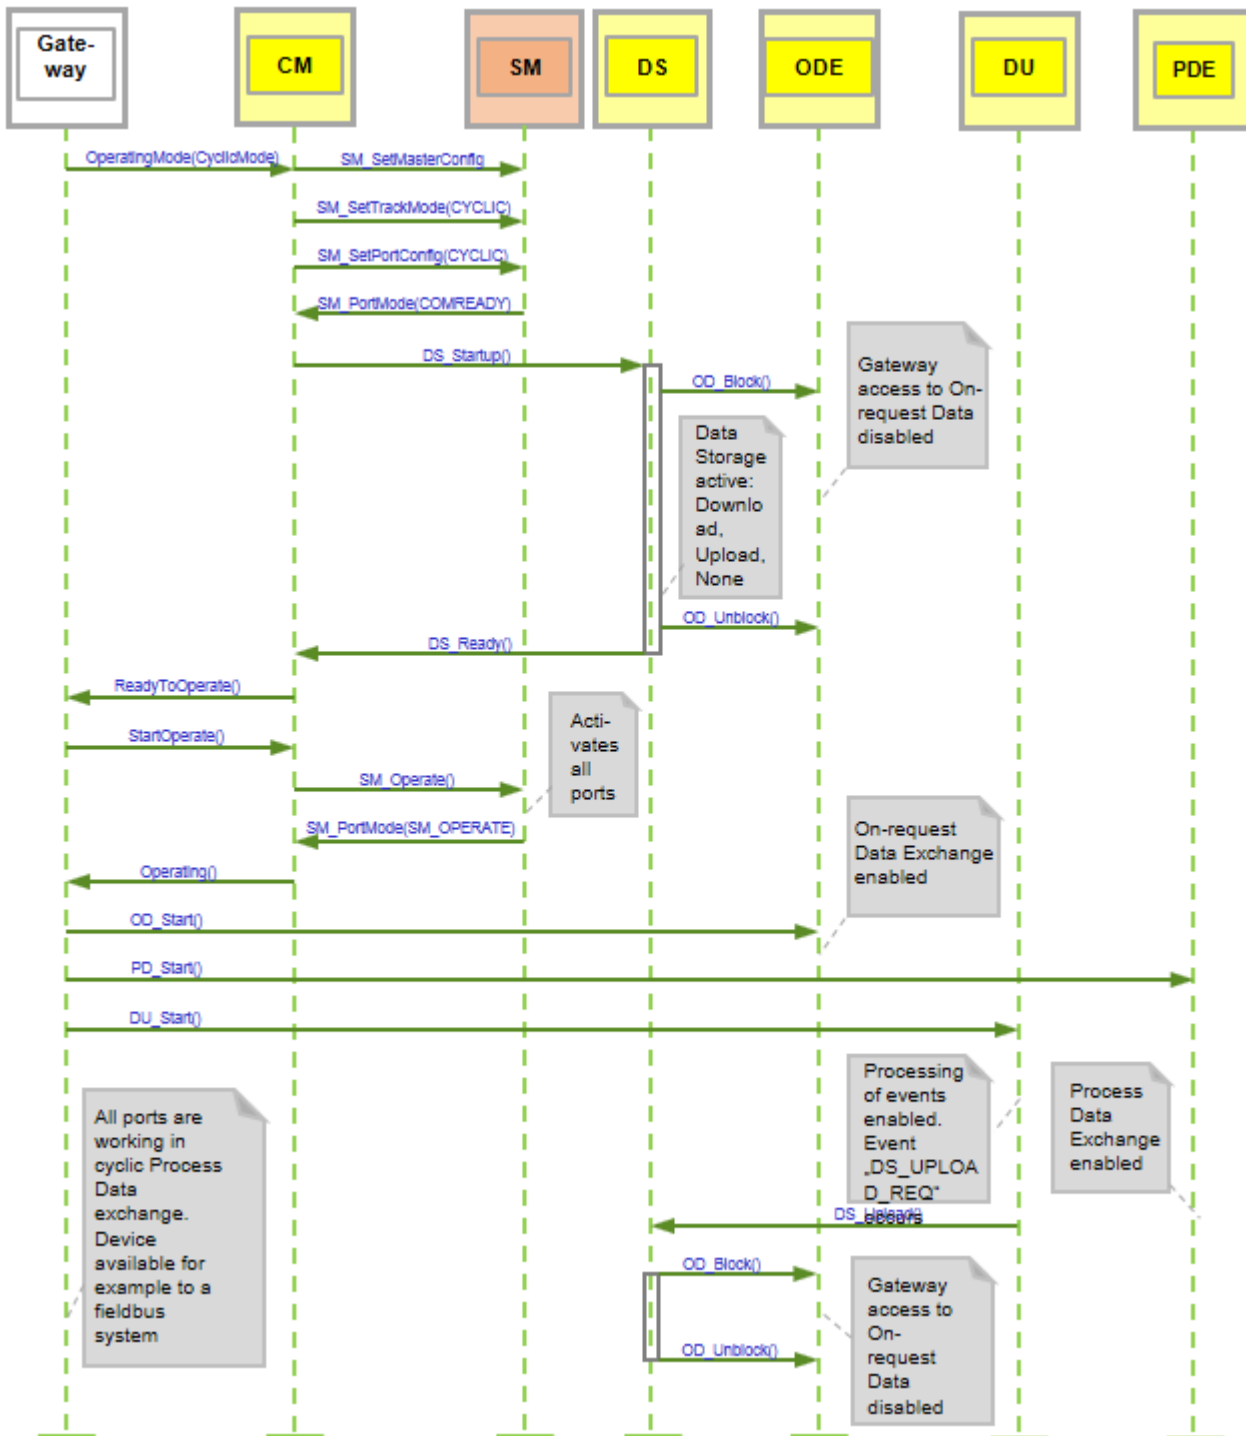 Gate-
way
CM
SM
DS
ODE
DU
PDE
OperatingMode(CyclicMode)
SM_SetMasterConfig
SM_SetTrackMode(CYCLIC)
SM_SetPortConfig(CYCLIC)
SM_PortMode(COMREADY)
DS_Startup()
OD_Block()
Gateway
access to On-
request Data
disabled
Data
Storage
active:
Downlo
ad,
Upload,
None
OD_Unblock()
DS_Ready()
ReadyToOperate()
StartOperate()
Acti-
vates
all
ports
SM_Operate()
SM_PortMode(SM_OPERATE)
Operating()
On-request
Data Exchange
enabled
OD_Start()
PD_Start()
DU_Start()
Processing
of events
enabled.
Event
„DS_UPLOA
D_REQ“
occurs
Process
Data
Exchange
enabled
All ports are
working in
cyclic Process
Data
exchange.
Device
available for
example to a
fieldbus
system
DS_Upload()
OD_Block()
Gateway
access to
On-
request
Data
disabled
OD_Unblock()